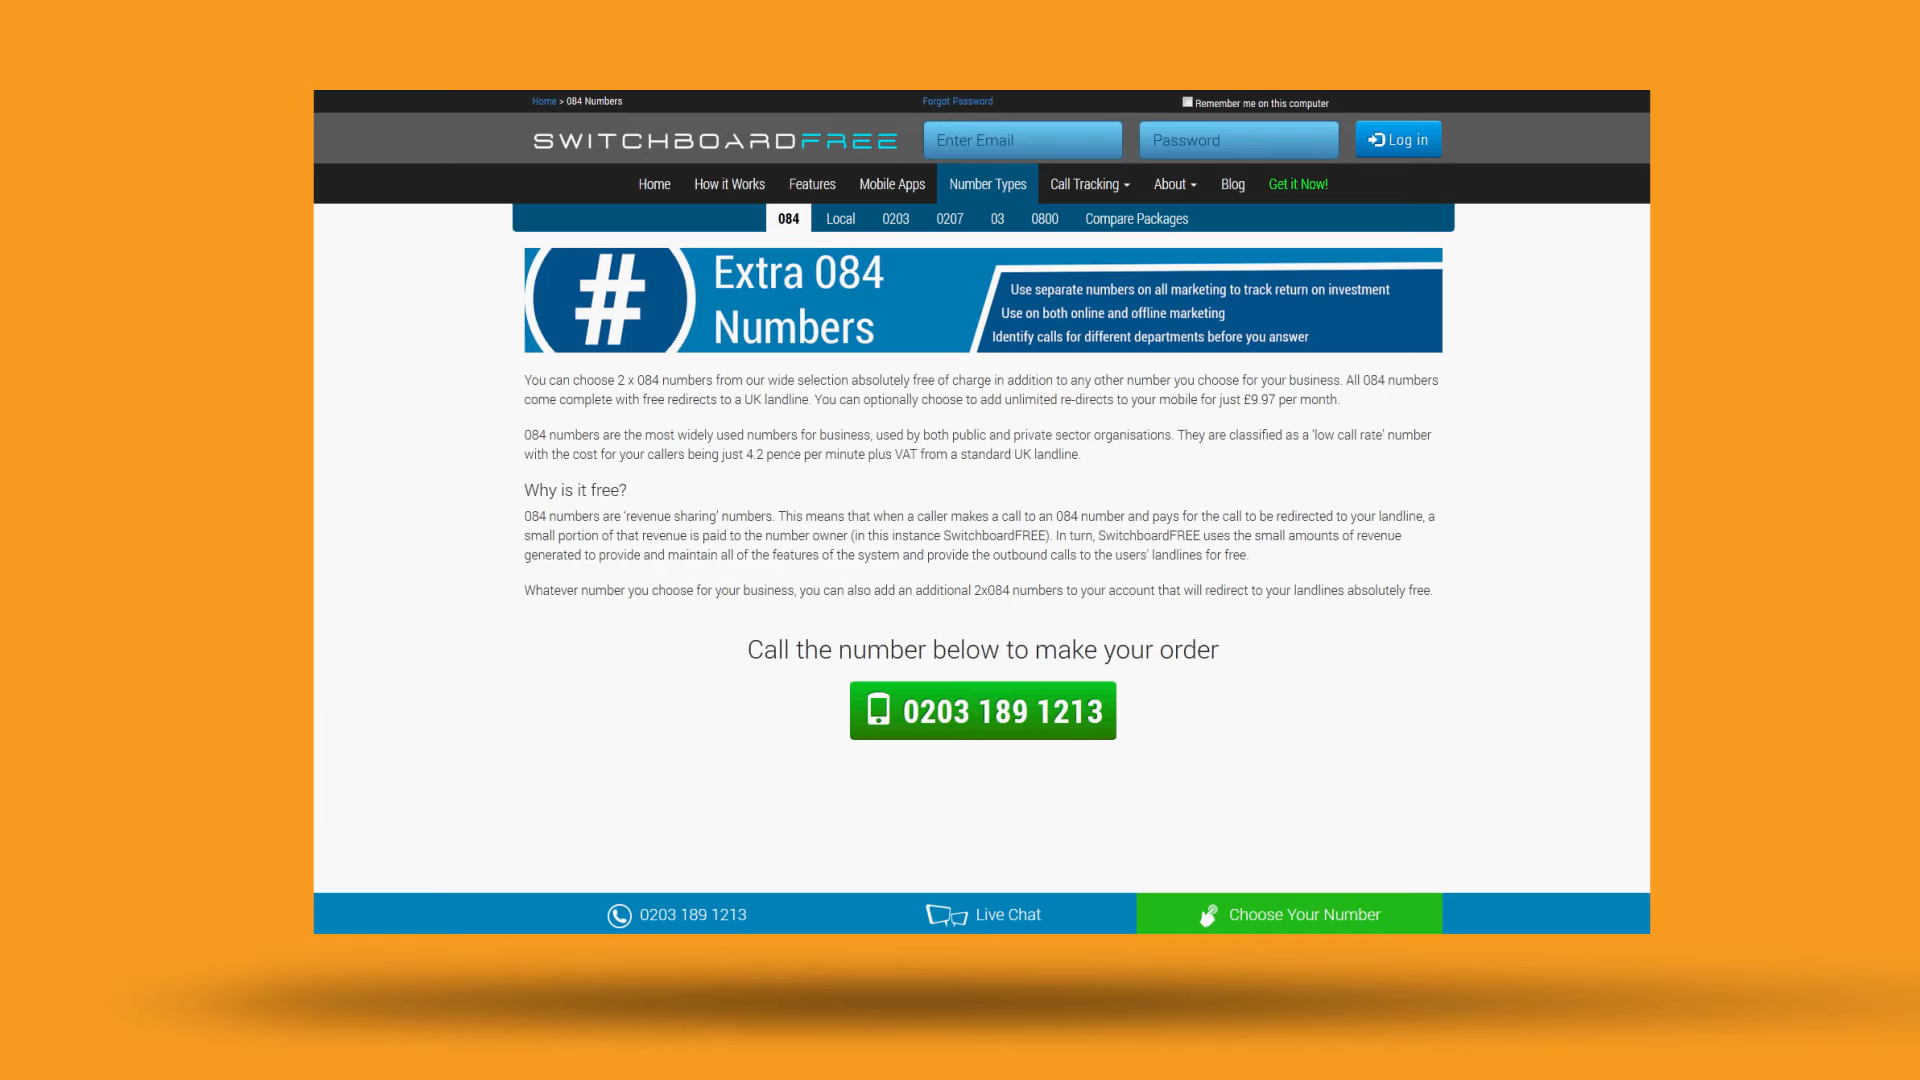 Home > 084 Numbers
Forgot Password
Remember me on this computer
SWITCHBOARDFREE
Enter Email
Password
Log in
Home
How it Works
Features
Mobile Apps
Number Types
Call Tracking
About
Blog
Get it Now!
084
Local
0203
0207
03
0800
Compare Packages
#
Extra 084
Numbers
Use separate numbers on all marketing to track return on investment
Use on both online and offline marketing
Identify calls for different departments before you answer
You can choose 2 x 084 numbers from our wide selection absolutely free of charge in addition to any other number you choose for your business. All 084 numbers
come complete with free redirects to a UK landline. You can optionally choose to add unlimited re-directs to your mobile for just £9.97 per month.
084 numbers are the most widely used numbers for business, used by both public and private sector organisations. They are classified as a 'low call rate' number
with the cost for your callers being just 4.2 pence per minute plus VAT from a standard UK landline.
Why is it free?
084 numbers are 'revenue sharing' numbers. This means that when a caller makes a call to an 084 number and pays for the call to be redirected to your landline, a
small portion of that revenue is paid to the number owner (in this instance SwitchboardFREE). In turn, SwitchboardFREE uses the small amounts of revenue
generated to provide and maintain all of the features of the system and provide the outbound calls to the users' landlines for free.
Whatever number you choose for your business, you can also add an additional 2x084 numbers to your account that will redirect to your landlines absolutely free.
Call the number below to make your order
0203 189 1213
0203 189 1213
Live Chat
Choose Your Number